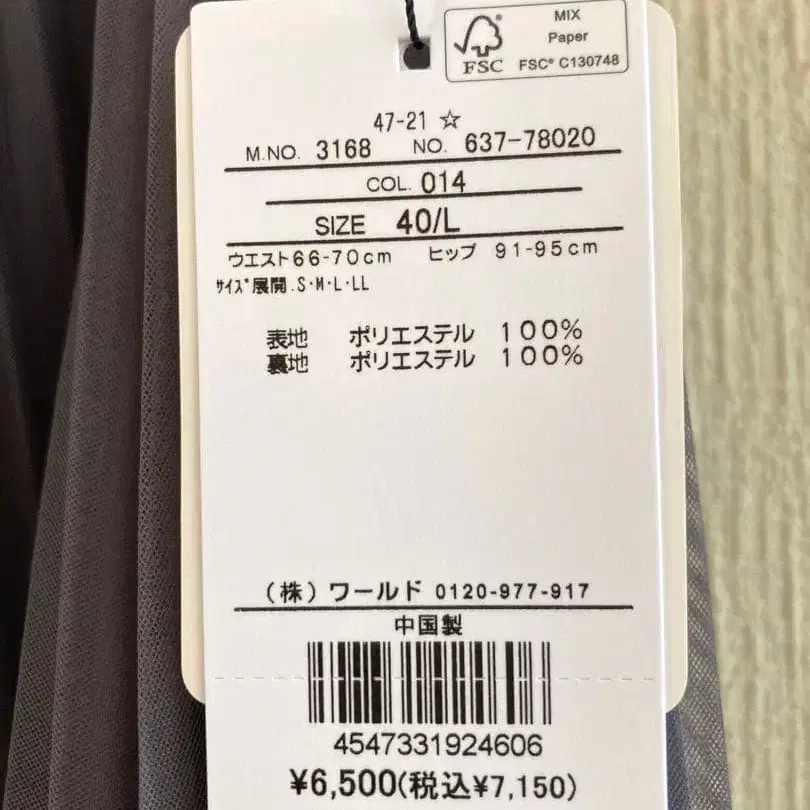 MIX
Paper
FSC FSC® C130748
47-21 ☆
M.NO. 3168 NO. 637-78020
COL. 014
SIZE 40/L
ウエスト66-70cm ヒップ 91-95cm
ｻｲｽﾞ展開.S･M･L･LL
表地 ポリエステル 100%
裏地 ポリエステル 100%
(株)ワールド 0120-977-917
中国製
4547331924606
¥6,500(税込¥7,150)